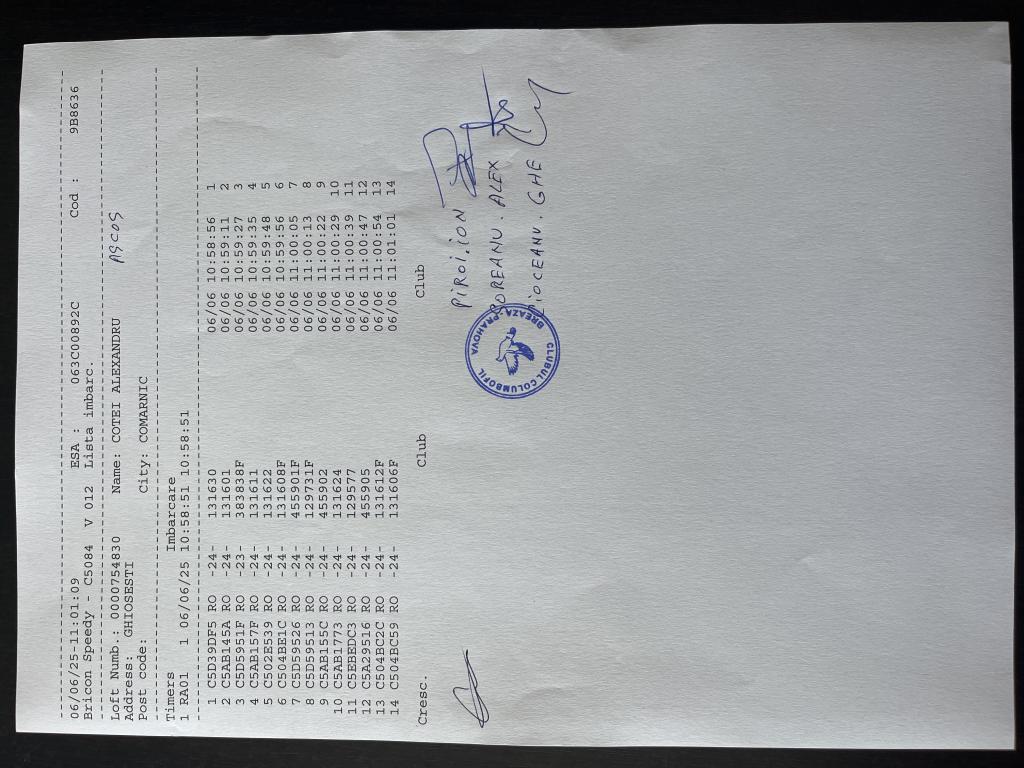 06/06/25-11:01:09 ESA : 063C00892C Cod : 9B8636
Bricon Speedy - C5084 V 012 Lista imbarc.
Loft Numb.: 0000754830 Name: COTEI ALEXANDRU
Address: GHIOSESTI
Post code: City: COMARNIC
Timers Imbarcare
1 RA01 1 06/06/25 10:58:51 10:58:51
1 C5D39DF5 RO -24- 131630 06/06 10:58:56 1
2 C5AB145A RO -24- 131601 06/06 10:59:11 2
3 C5D5951F RO -23- 383838F 06/06 10:59:27 3
4 C5AB157F RO -24- 131611 06/06 10:59:35 4
5 C502E539 RO -24- 131622 06/06 10:59:48 5
6 C504BE1C RO -24- 131608F 06/06 10:59:56 6
7 C5D59526 RO -24- 455901F 06/06 11:00:05 7
8 C5D59513 RO -24- 129731F 06/06 11:00:13 8
9 C5AB155C RO -24- 455902 06/06 11:00:22 9
10 C5AB1773 RO -24- 131624 06/06 11:00:29 10
11 C5EBEDC3 RO -24- 129577 06/06 11:00:39 11
12 C5A29516 RO -24- 455905 06/06 11:00:47 12
13 C504BC2C RO -24- 131612F 06/06 11:00:54 13
14 C504BC59 RO -24- 131606F 06/06 11:01:01 14
Cresc. Club Club
PIROI.ION
BOREANU.ALEX
CIOCEANU.GHE
CLUBUL COLUMBOFIL
BREAZA-PRAHOVA